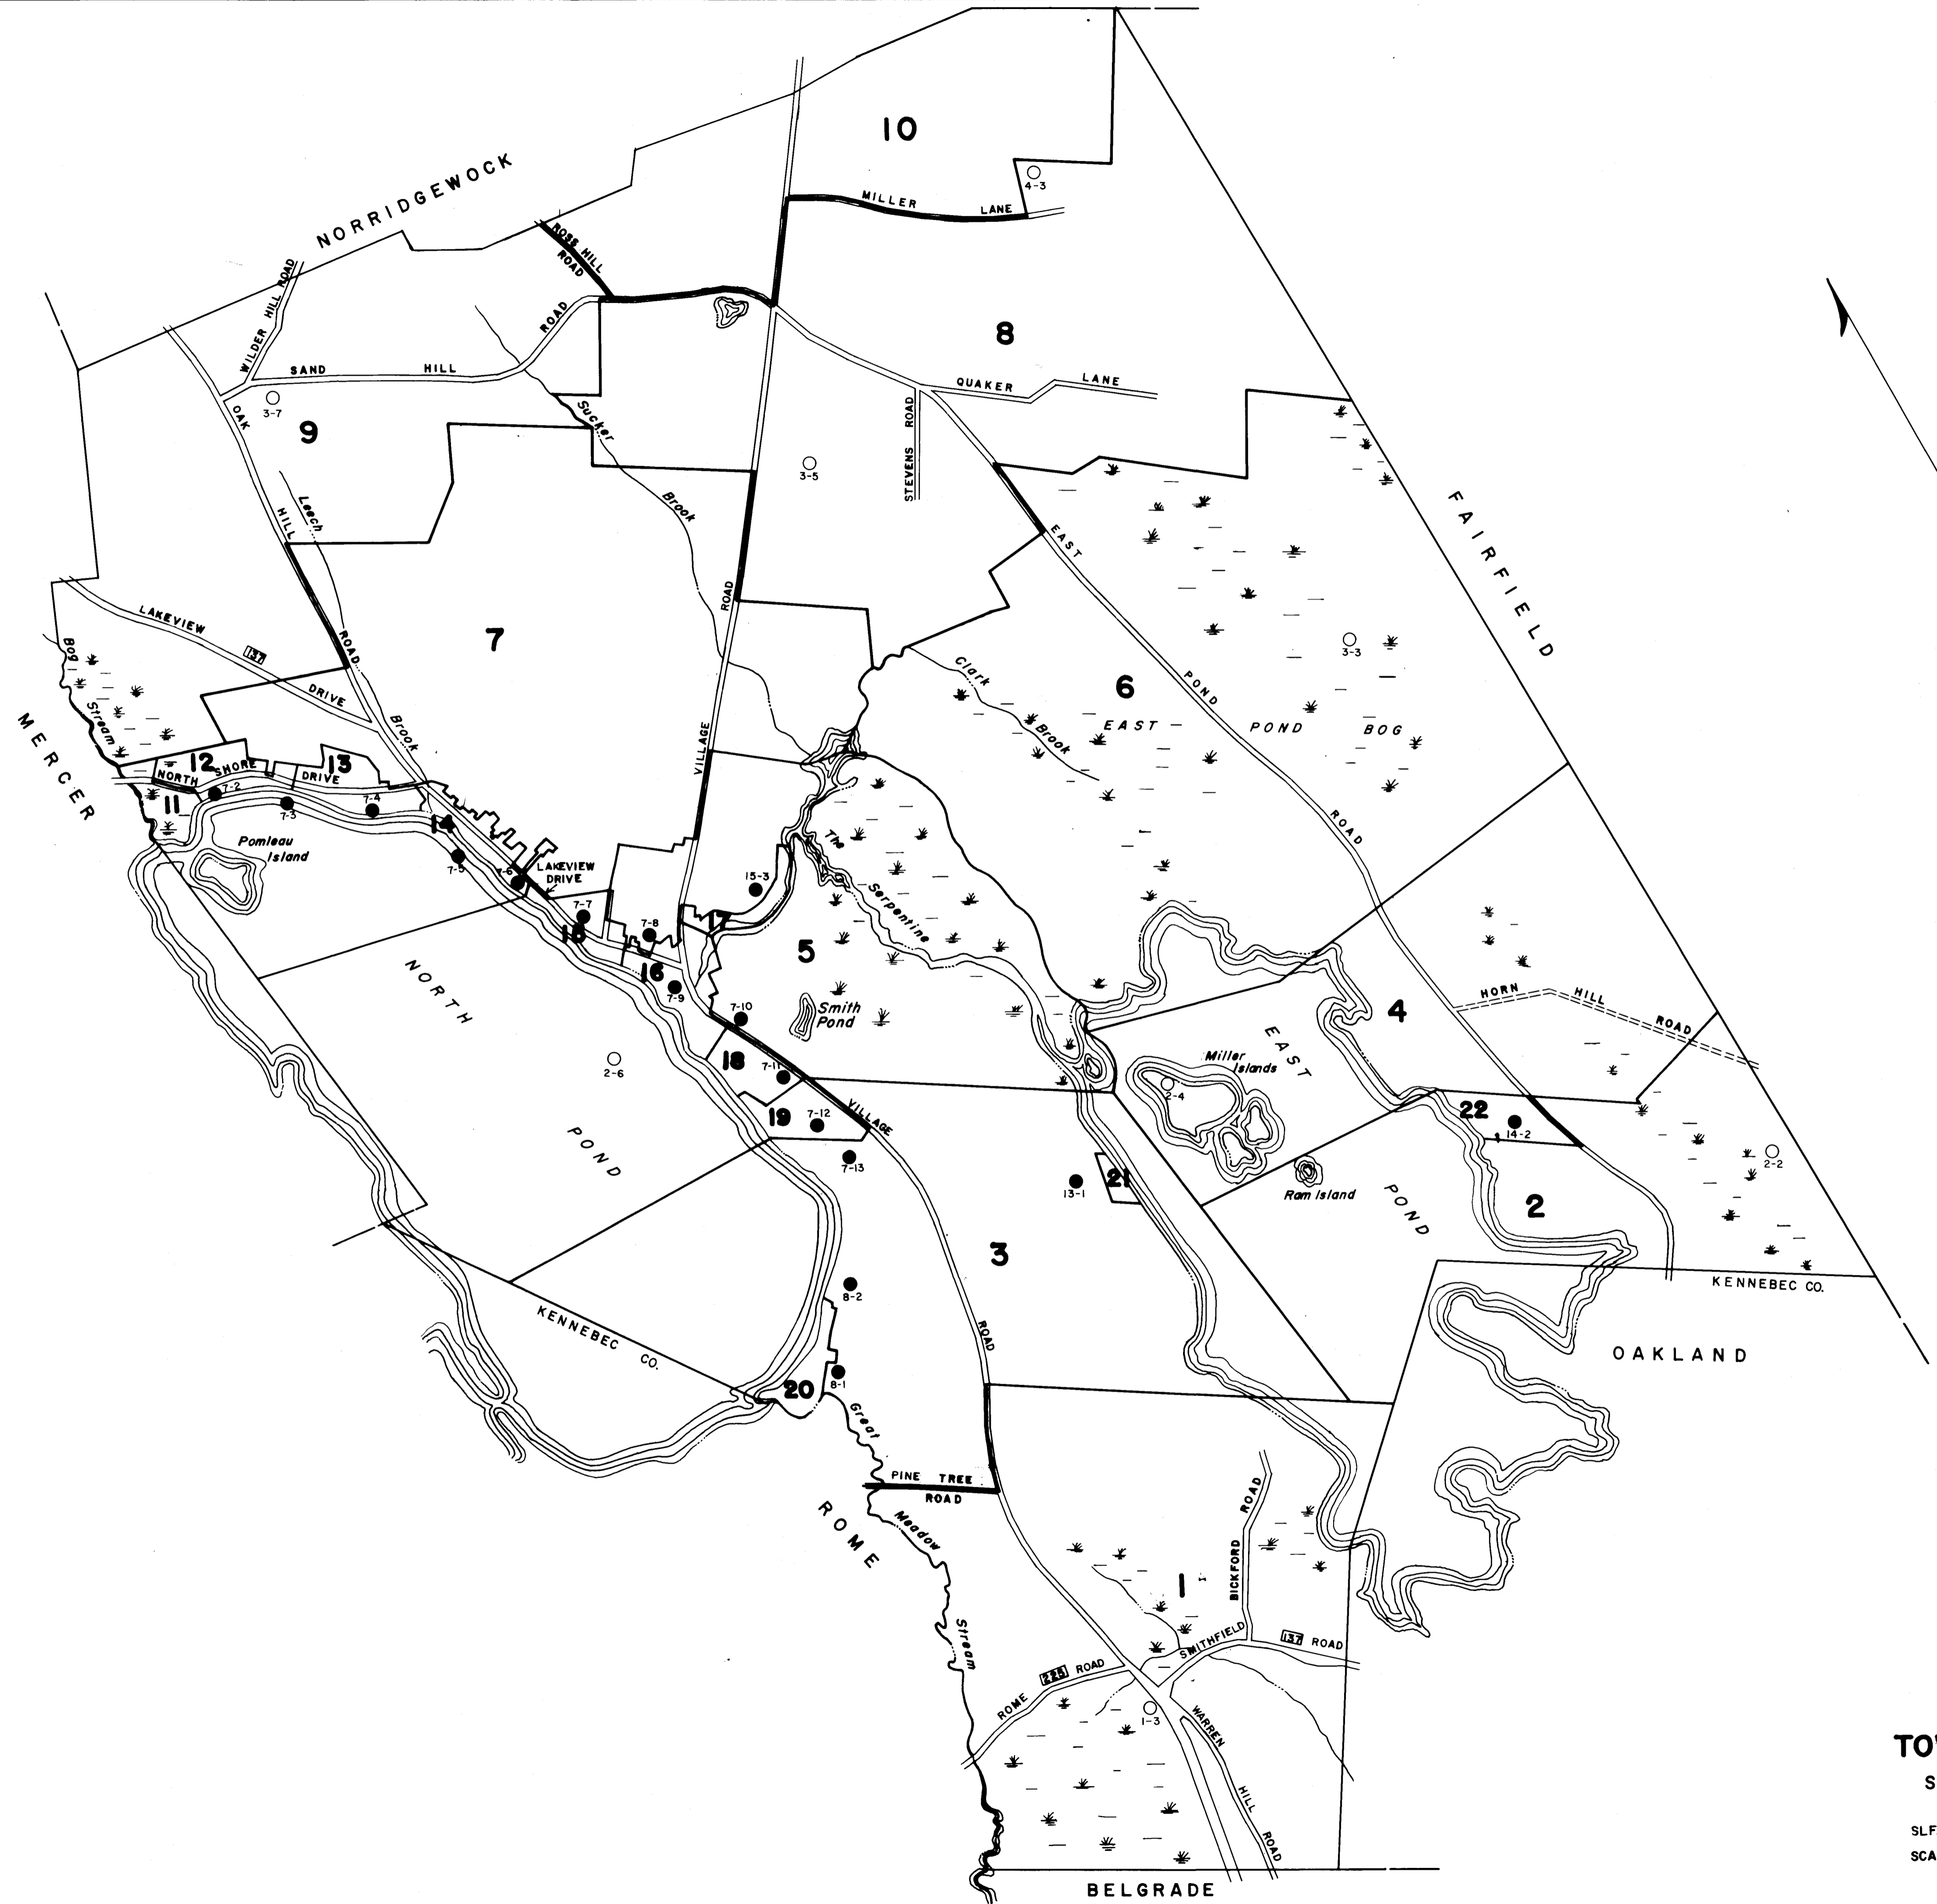 10
4-3
MILLER LANE
NORRIDGEWOCK
ROSS HILL
ROAD
WILDER HILL ROAD
SAND HILL ROAD
8
QUAKER LANE
3-7
OAK HILL ROAD
9
Sucker Brook
STEVENS ROAD
3-5
Leech Brook
EAST POND ROAD
FAIRFIELD
LAKEVIEW DRIVE
137
7
VILLAGE ROAD
3-3
6
Clark Brook
EAST POND BOG
Bog Stream
MERCER
12
NORTH SHORE DRIVE
13
11
7-2
7-3
7-4
14
Pomleau
Island
7-5
-6
LAKEVIEW
DRIVE
7-7
15
7-8
15-3
The Serpentine
5
16
7-9
7-10
Smith
Pond
HORN HILL ROAD
4
NORTH POND
2-6
18
7-11
19
7-12
VILLAGE ROAD
7-13
EAST POND
Miller
Islands
2-4
22
14-2
2-2
13-1
21
Ram Island
2
3
8-2
KENNEBEC CO.
KENNEBEC CO.
OAKLAND
20
8-1
Great Meadow Stream
PINE TREE
ROAD
ROME
1
BICKFORD ROAD
SMITHFIELD ROAD
137
ROME ROAD
225
1-3
WARREN HILL ROAD
BELGRADE
TO
S
SLF
SCA